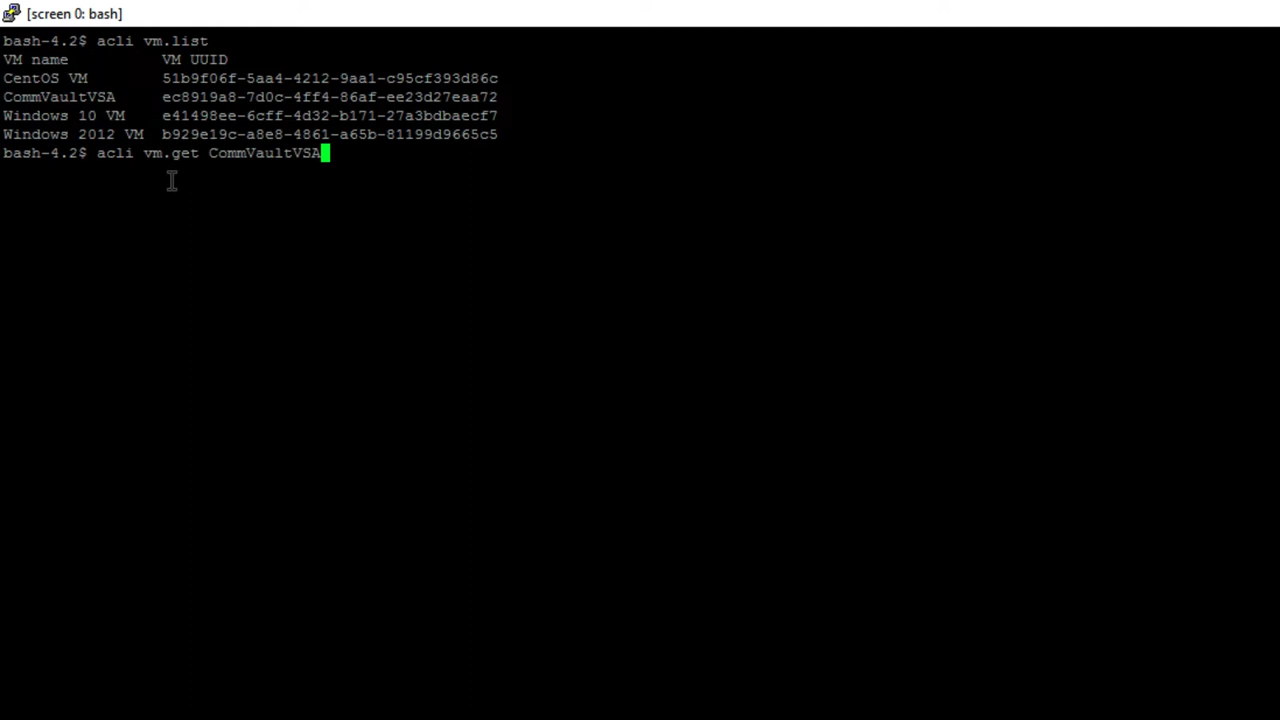 [screen 0: bash]
bash-4.2$ acli vm.list
VM name          VM UUID
CentOS VM        51b9f06f-5aa4-4212-9aa1-c95cf393d86c
CommVaultVSA     ec8919a8-7d0c-4ff4-86af-ee23d27eaa72
Windows 10 VM    e41498ee-6cff-4d32-b171-27a3bdbaecf7
Windows 2012 VM  b929e19c-a8e8-4861-a65b-81199d9665c5
bash-4.2$ acli vm.get CommVaultVSA